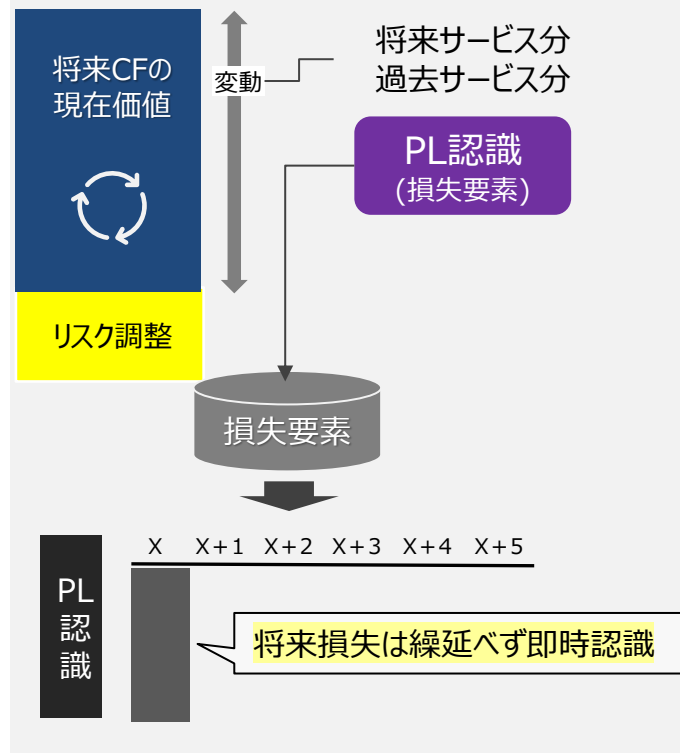 将来CFの
現在価値
変動
将来サービス分
過去サービス分
PL認識
(損失要素)
リスク調整
損失要素
X X+1 X+2 X+3 X+4 X+5
PL
認
識
将来損失は繰延べず即時認識